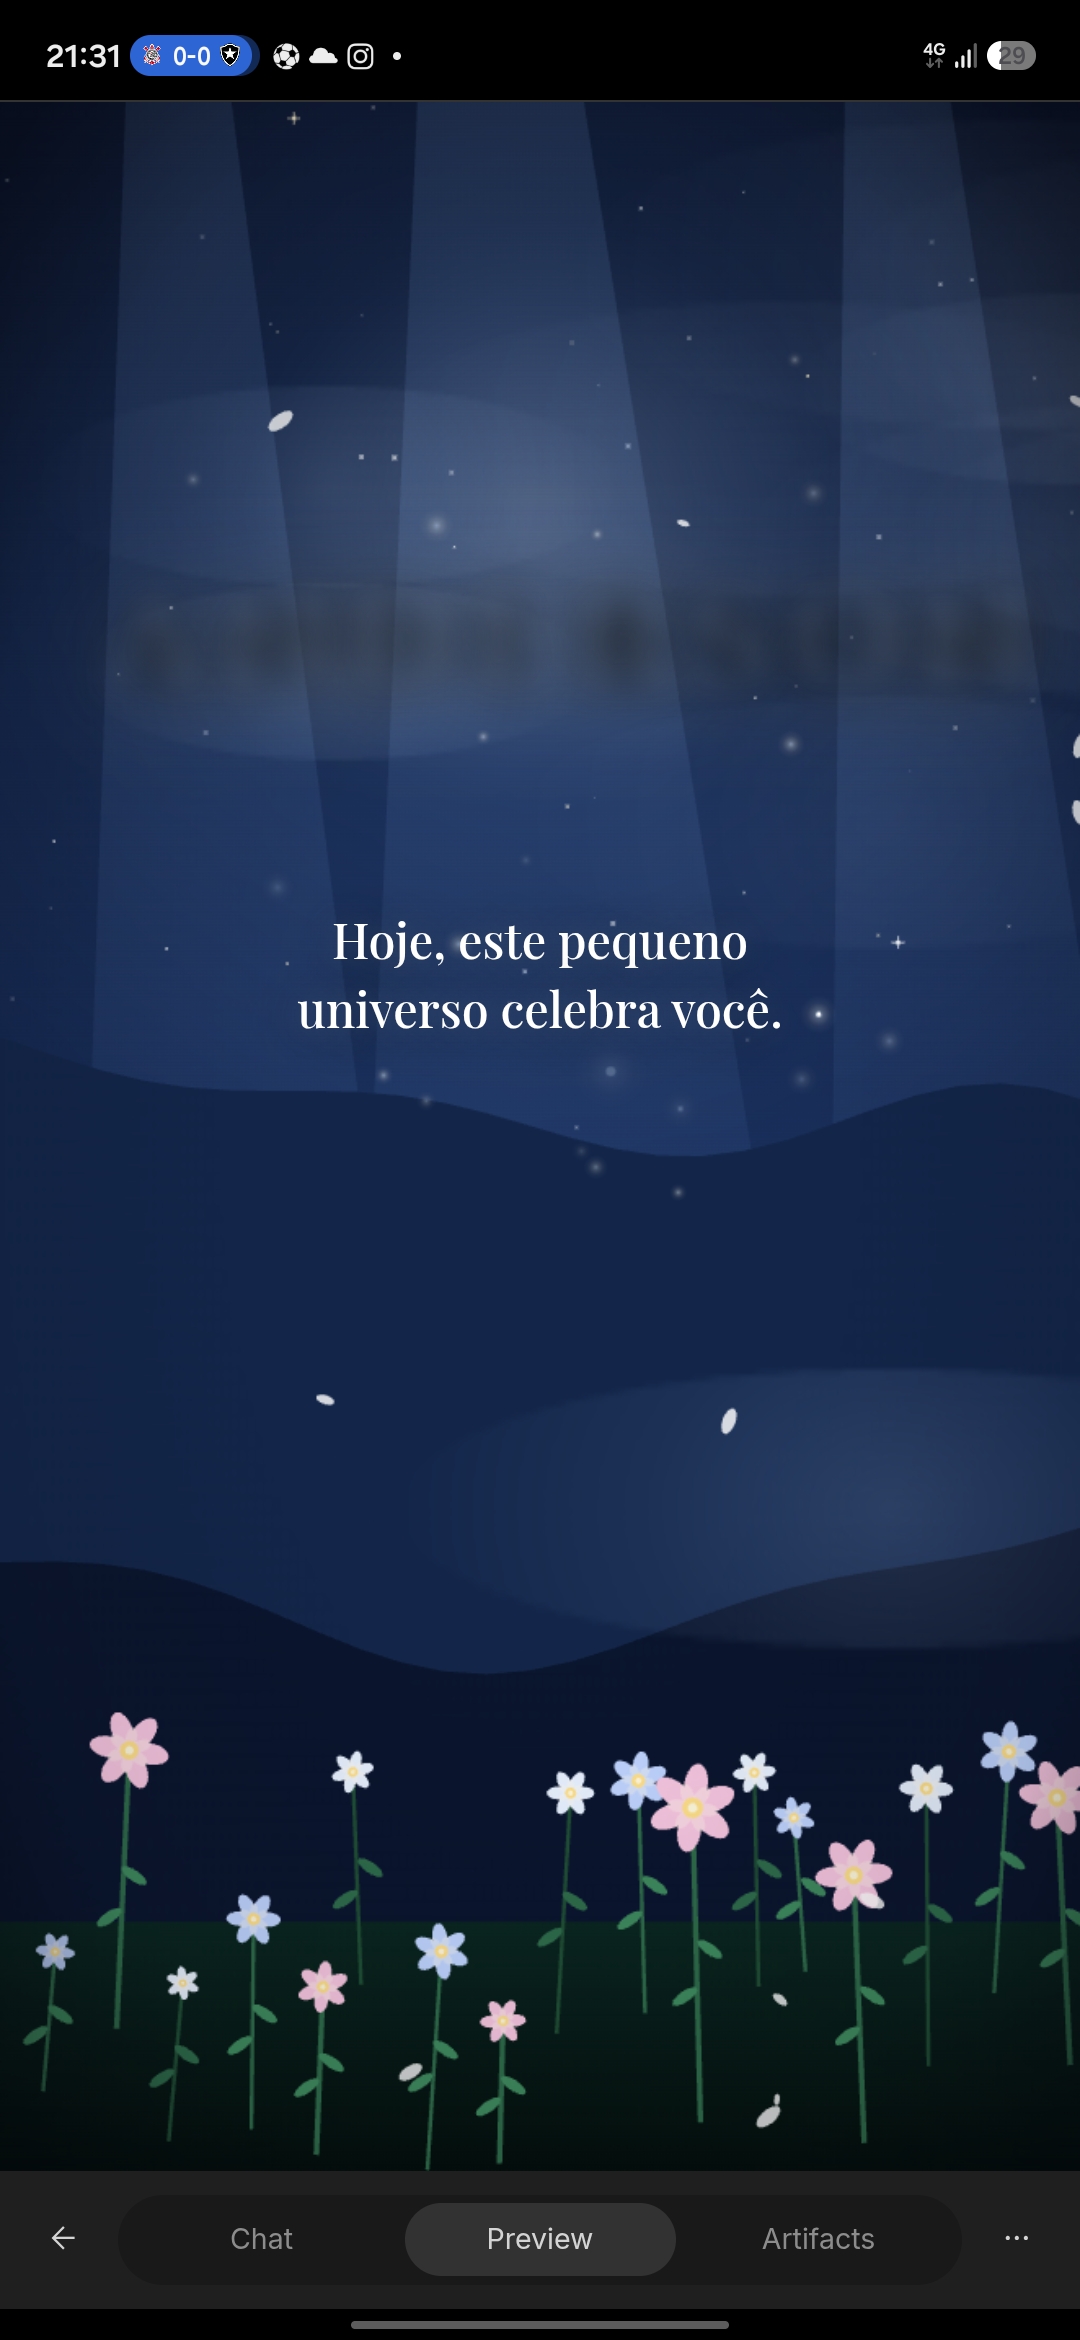 21:31
0-0
4G
29
Hoje, este pequeno
universo celebra você.
Chat
Preview
Artifacts